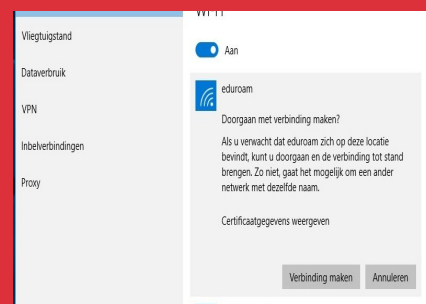 Wi-Fi
Vliegtuigstand
Aan
Dataverbruik
eduroam
VPN
Doorgaan met verbinding maken?
Als u verwacht dat eduroam zich op deze locatie
bevindt, kunt u doorgaan en de verbinding tot stand
brengen. Zo niet, gaat het mogelijk om een ander
netwerk met dezelfde naam.
Inbelverbindingen
Proxy
Certificaatgegevens weergeven
Verbinding maken
Annuleren